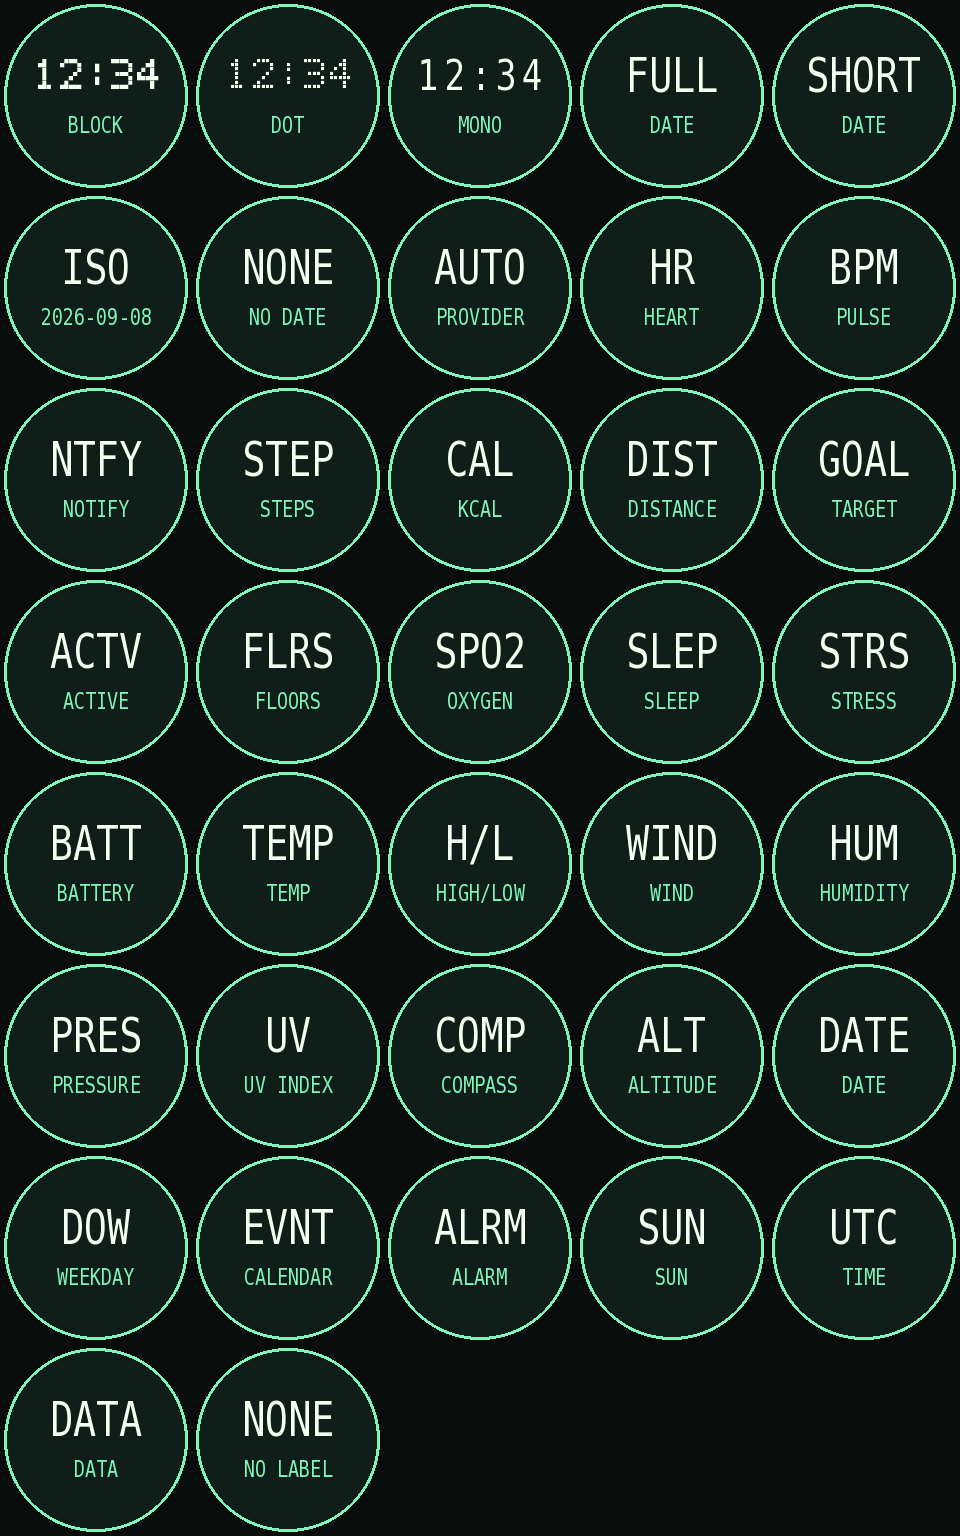 12:34
BLOCK
12:34
DOT
12:34
MONO
FULL
DATE
SHORT
DATE
ISO
2026-09-08
NONE
NO DATE
AUTO
PROVIDER
HR
HEART
BPM
PULSE
NTFY
NOTIFY
STEP
STEPS
CAL
KCAL
DIST
DISTANCE
GOAL
TARGET
ACTV
ACTIVE
FLRS
FLOORS
SPO2
OXYGEN
SLEP
SLEEP
STRS
STRESS
BATT
BATTERY
TEMP
TEMP
H/L
HIGH/LOW
WIND
WIND
HUM
HUMIDITY
PRES
PRESSURE
UV
UV INDEX
COMP
COMPASS
ALT
ALTITUDE
DATE
DATE
DOW
WEEKDAY
EVNT
CALENDAR
ALRM
ALARM
SUN
SUN
UTC
TIME
DATA
DATA
NONE
NO LABEL